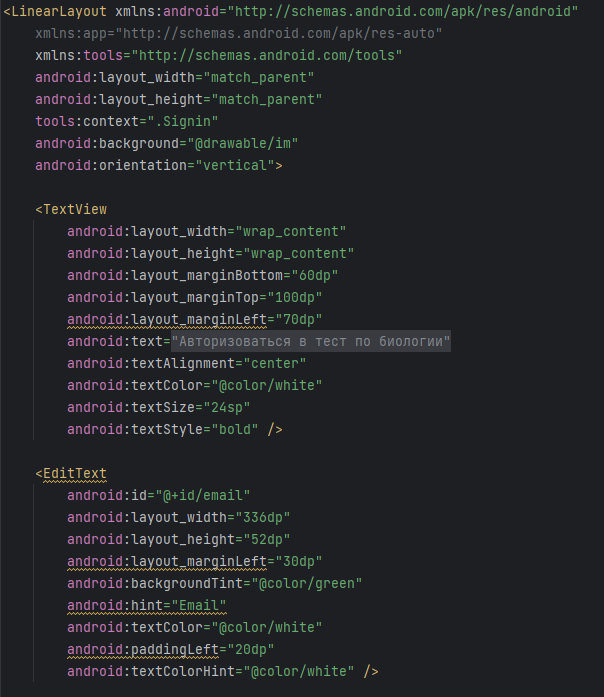 <LinearLayout xmlns:android="http://schemas.android.com/apk/res/android"
xmlns:app="http://schemas.android.com/apk/res-auto"
xmlns:tools="http://schemas.android.com/tools"
android:layout_width="match_parent"
android:layout_height="match_parent"
tools:context=".Signin"
android:background="@drawable/im"
android:orientation="vertical">
<TextView
android:layout_width="wrap_content"
android:layout_height="wrap_content"
android:layout_marginBottom="60dp"
android:layout_marginTop="100dp"
android:layout_marginLeft="70dp"
android:text="Авторизоваться в тест по биологии"
android:textAlignment="center"
android:textColor="@color/white"
android:textSize="24sp"
android:textStyle="bold" />
<EditText
android:id="@+id/email"
android:layout_width="336dp"
android:layout_height="52dp"
android:layout_marginLeft="30dp"
android:backgroundTint="@color/green"
android:hint="Email"
android:textColor="@color/white"
android:paddingLeft="20dp"
android:textColorHint="@color/white" />